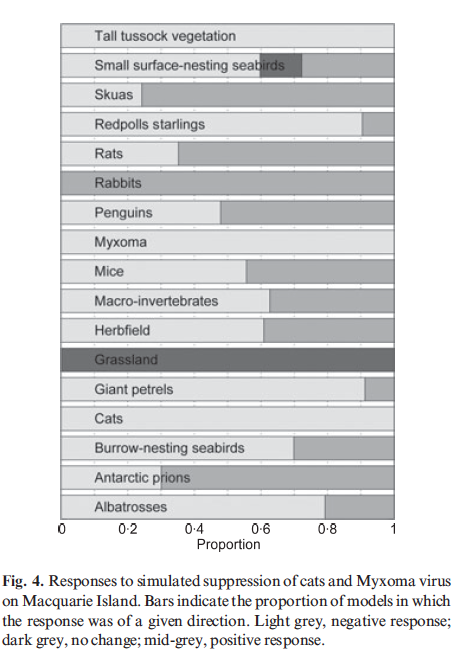 Tall tussock vegetation
Small surface-nesting seabirds
Skuas
Redpolls starlings
Rats
Rabbits
Penguins
Myxoma
Mice
Macro-invertebrates
Herbfield
Grassland
Giant petrels
Cats
Burrow-nesting seabirds
Antarctic prions
Albatrosses
0 0·2 0·4 0·6 0·8 1
Proportion
Fig. 4. Responses to simulated suppression of cats and Myxoma virus
on Macquarie Island. Bars indicate the proportion of models in which
the response was of a given direction. Light grey, negative response;
dark grey, no change; mid-grey, positive response.